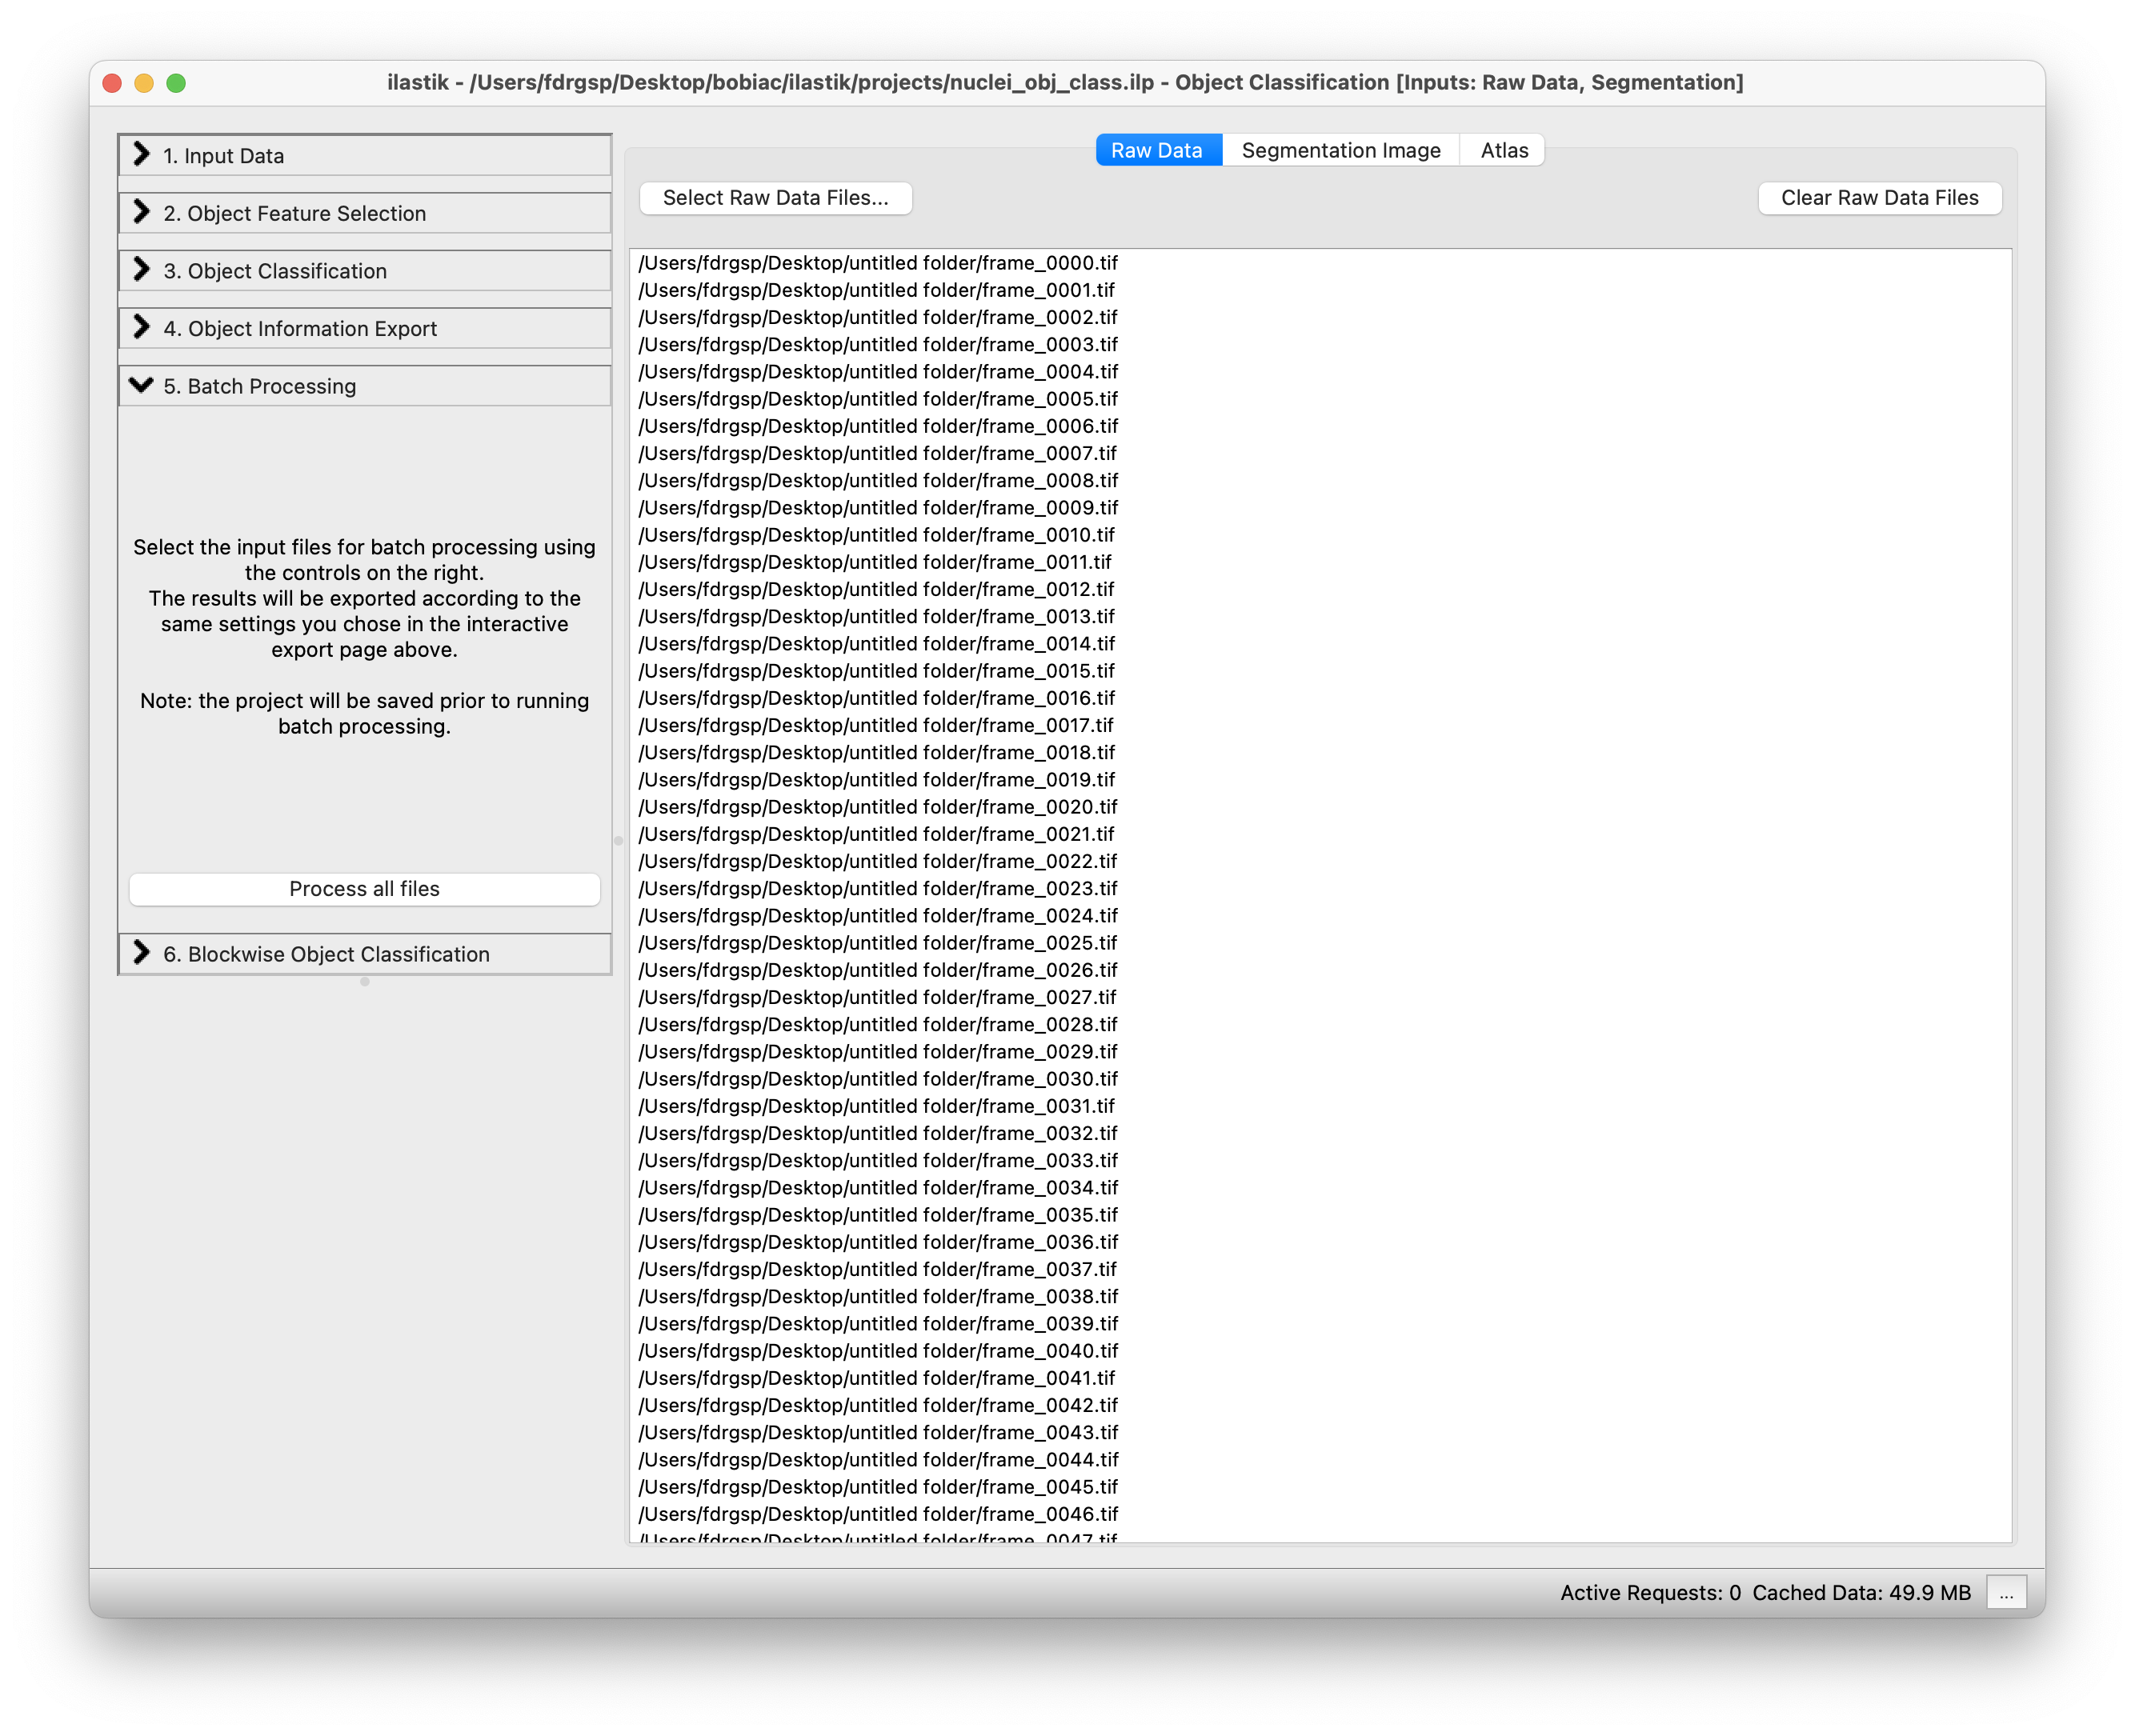 ilastik - /Users/fdrgsp/Desktop/bobiac/ilastik/projects/nuclei_obj_class.ilp - Object Classification [Inputs: Raw Data, Segmentation]
1. Input Data
2. Object Feature Selection
3. Object Classification
4. Object Information Export
5. Batch Processing
Select the input files for batch processing using
the controls on the right.
The results will be exported according to the
same settings you chose in the interactive
export page above.
Note: the project will be saved prior to running
batch processing.
Process all files
6. Blockwise Object Classification
Raw Data
Segmentation Image
Atlas
Select Raw Data Files...
Clear Raw Data Files
/Users/fdrgsp/Desktop/untitled folder/frame_0000.tif
/Users/fdrgsp/Desktop/untitled folder/frame_0001.tif
/Users/fdrgsp/Desktop/untitled folder/frame_0002.tif
/Users/fdrgsp/Desktop/untitled folder/frame_0003.tif
/Users/fdrgsp/Desktop/untitled folder/frame_0004.tif
/Users/fdrgsp/Desktop/untitled folder/frame_0005.tif
/Users/fdrgsp/Desktop/untitled folder/frame_0006.tif
/Users/fdrgsp/Desktop/untitled folder/frame_0007.tif
/Users/fdrgsp/Desktop/untitled folder/frame_0008.tif
/Users/fdrgsp/Desktop/untitled folder/frame_0009.tif
/Users/fdrgsp/Desktop/untitled folder/frame_0010.tif
/Users/fdrgsp/Desktop/untitled folder/frame_0011.tif
/Users/fdrgsp/Desktop/untitled folder/frame_0012.tif
/Users/fdrgsp/Desktop/untitled folder/frame_0013.tif
/Users/fdrgsp/Desktop/untitled folder/frame_0014.tif
/Users/fdrgsp/Desktop/untitled folder/frame_0015.tif
/Users/fdrgsp/Desktop/untitled folder/frame_0016.tif
/Users/fdrgsp/Desktop/untitled folder/frame_0017.tif
/Users/fdrgsp/Desktop/untitled folder/frame_0018.tif
/Users/fdrgsp/Desktop/untitled folder/frame_0019.tif
/Users/fdrgsp/Desktop/untitled folder/frame_0020.tif
/Users/fdrgsp/Desktop/untitled folder/frame_0021.tif
/Users/fdrgsp/Desktop/untitled folder/frame_0022.tif
/Users/fdrgsp/Desktop/untitled folder/frame_0023.tif
/Users/fdrgsp/Desktop/untitled folder/frame_0024.tif
/Users/fdrgsp/Desktop/untitled folder/frame_0025.tif
/Users/fdrgsp/Desktop/untitled folder/frame_0026.tif
/Users/fdrgsp/Desktop/untitled folder/frame_0027.tif
/Users/fdrgsp/Desktop/untitled folder/frame_0028.tif
/Users/fdrgsp/Desktop/untitled folder/frame_0029.tif
/Users/fdrgsp/Desktop/untitled folder/frame_0030.tif
/Users/fdrgsp/Desktop/untitled folder/frame_0031.tif
/Users/fdrgsp/Desktop/untitled folder/frame_0032.tif
/Users/fdrgsp/Desktop/untitled folder/frame_0033.tif
/Users/fdrgsp/Desktop/untitled folder/frame_0034.tif
/Users/fdrgsp/Desktop/untitled folder/frame_0035.tif
/Users/fdrgsp/Desktop/untitled folder/frame_0036.tif
/Users/fdrgsp/Desktop/untitled folder/frame_0037.tif
/Users/fdrgsp/Desktop/untitled folder/frame_0038.tif
/Users/fdrgsp/Desktop/untitled folder/frame_0039.tif
/Users/fdrgsp/Desktop/untitled folder/frame_0040.tif
/Users/fdrgsp/Desktop/untitled folder/frame_0041.tif
/Users/fdrgsp/Desktop/untitled folder/frame_0042.tif
/Users/fdrgsp/Desktop/untitled folder/frame_0043.tif
/Users/fdrgsp/Desktop/untitled folder/frame_0044.tif
/Users/fdrgsp/Desktop/untitled folder/frame_0045.tif
/Users/fdrgsp/Desktop/untitled folder/frame_0046.tif
/Users/fdrgsp/Desktop/untitled folder/frame_0047.tif
Active Requests: 0 Cached Data: 49.9 MB
...